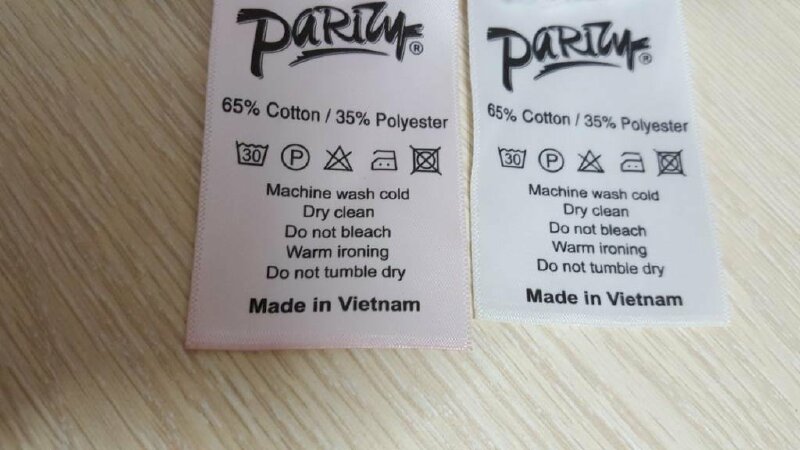 Parity®
65% Cotton / 35% Polyester
30 P
Machine wash cold
Dry clean
Do not bleach
Warm ironing
Do not tumble dry
Made in Vietnam
Parity®
65% Cotton / 35% Polyester
30 P
Machine wash cold
Dry clean
Do not bleach
Warm ironing
Do not tumble dry
Made in Vietnam